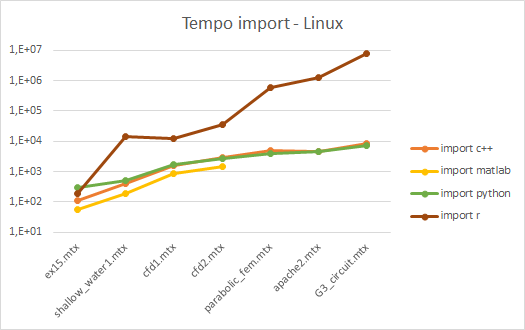 Tempo import - Linux
1,E+07
1,E+06
1,E+05
1,E+04
1,E+03
1,E+02
1,E+01
ex15.mtx
shallow_water1.mtx
cfd1.mtx
cfd2.mtx
parabolic_fem.mtx
apache2.mtx
G3_circuit.mtx
import c++
import matlab
import python
import r